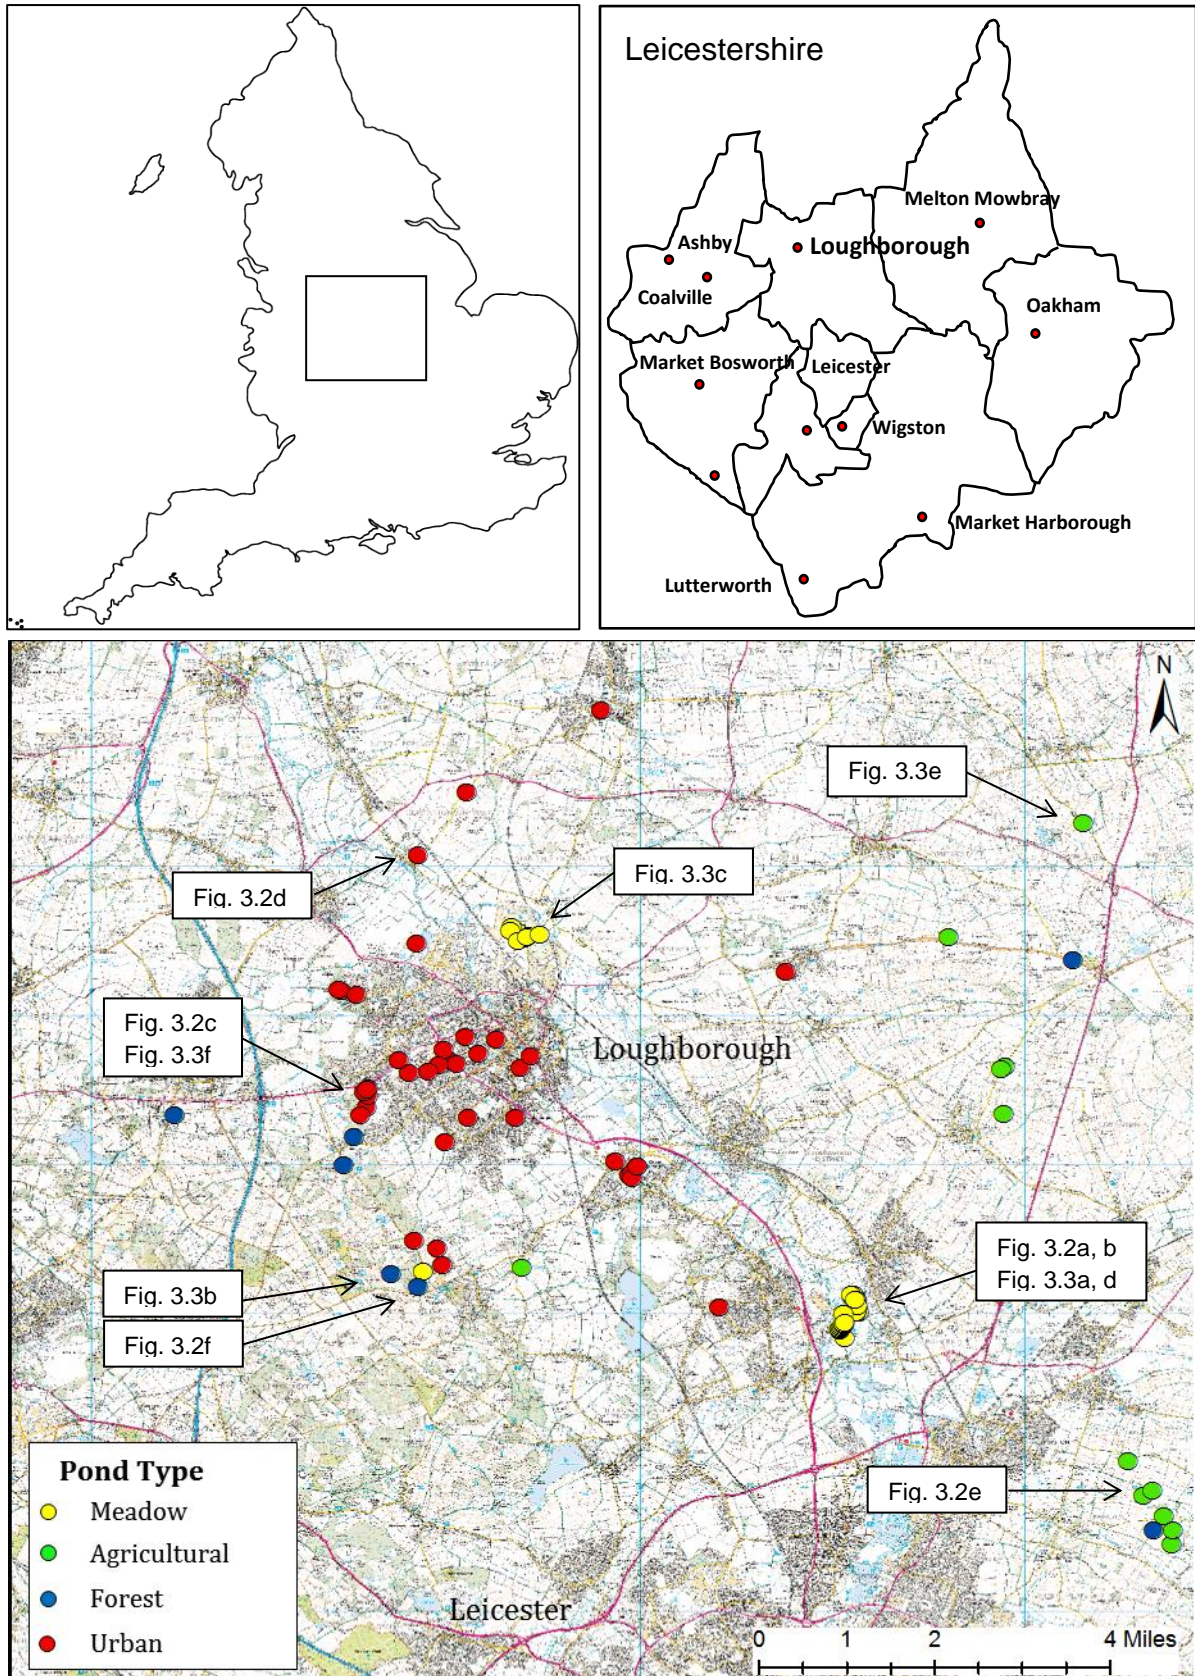 Leicestershire
Melton Mowbray
Ashby
Loughborough
Coalville
Oakham
Market Bosworth
Leicester
Wigston
Market Harborough
Lutterworth
N
Fig. 3.3e
Fig. 3.3c
Fig. 3.2d
Fig. 3.2c
Fig. 3.3f
Loughborough
Fig. 3.2a, b
Fig. 3.3a, d
Fig. 3.3b
Fig. 3.2f
Fig. 3.2e
Pond Type
Meadow
Agricultural
Forest
Urban
Leicester
0 1 2 4 Miles